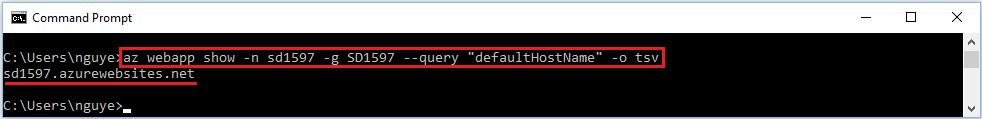 Command Prompt
C:\Users\nguye>az webapp show -n sd1597 -g SD1597 --query "defaultHostName" -o tsv
sd1597.azurewebsites.net
C:\Users\nguye>